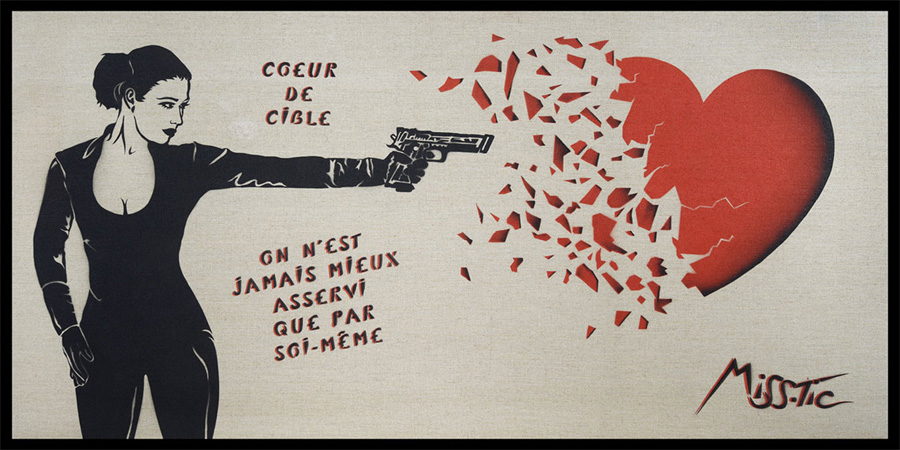 COEUR
DE
CIBLE
ON N'EST
JAMAIS MIEUX
ASSERVI
QUE PAR
SOI-MÊME
MISS.TIC